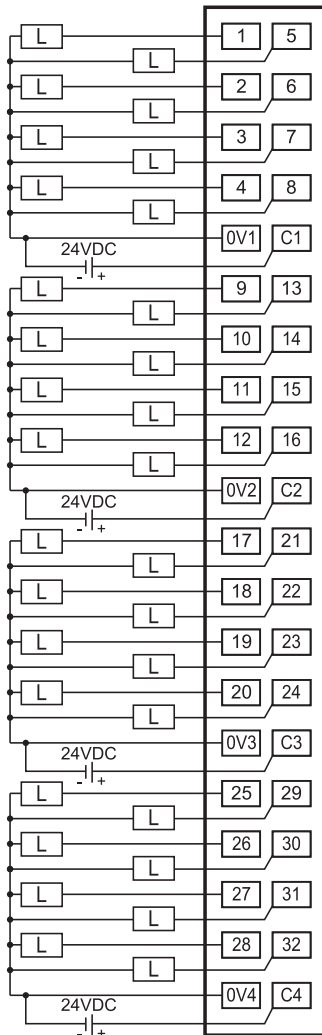 L 1 5
L
L 2 6
L
L 3 7
L
L 4 8
L
0V1 C1
24VDC
- +
L 9 13
L
L 10 14
L
L 11 15
L
L 12 16
L
0V2 C2
24VDC
- +
L 17 21
L
L 18 22
L
L 19 23
L
L 20 24
L
0V3 C3
24VDC
- +
L 25 29
L
L 26 30
L
L 27 31
L
L 28 32
L
0V4 C4
24VDC
- +